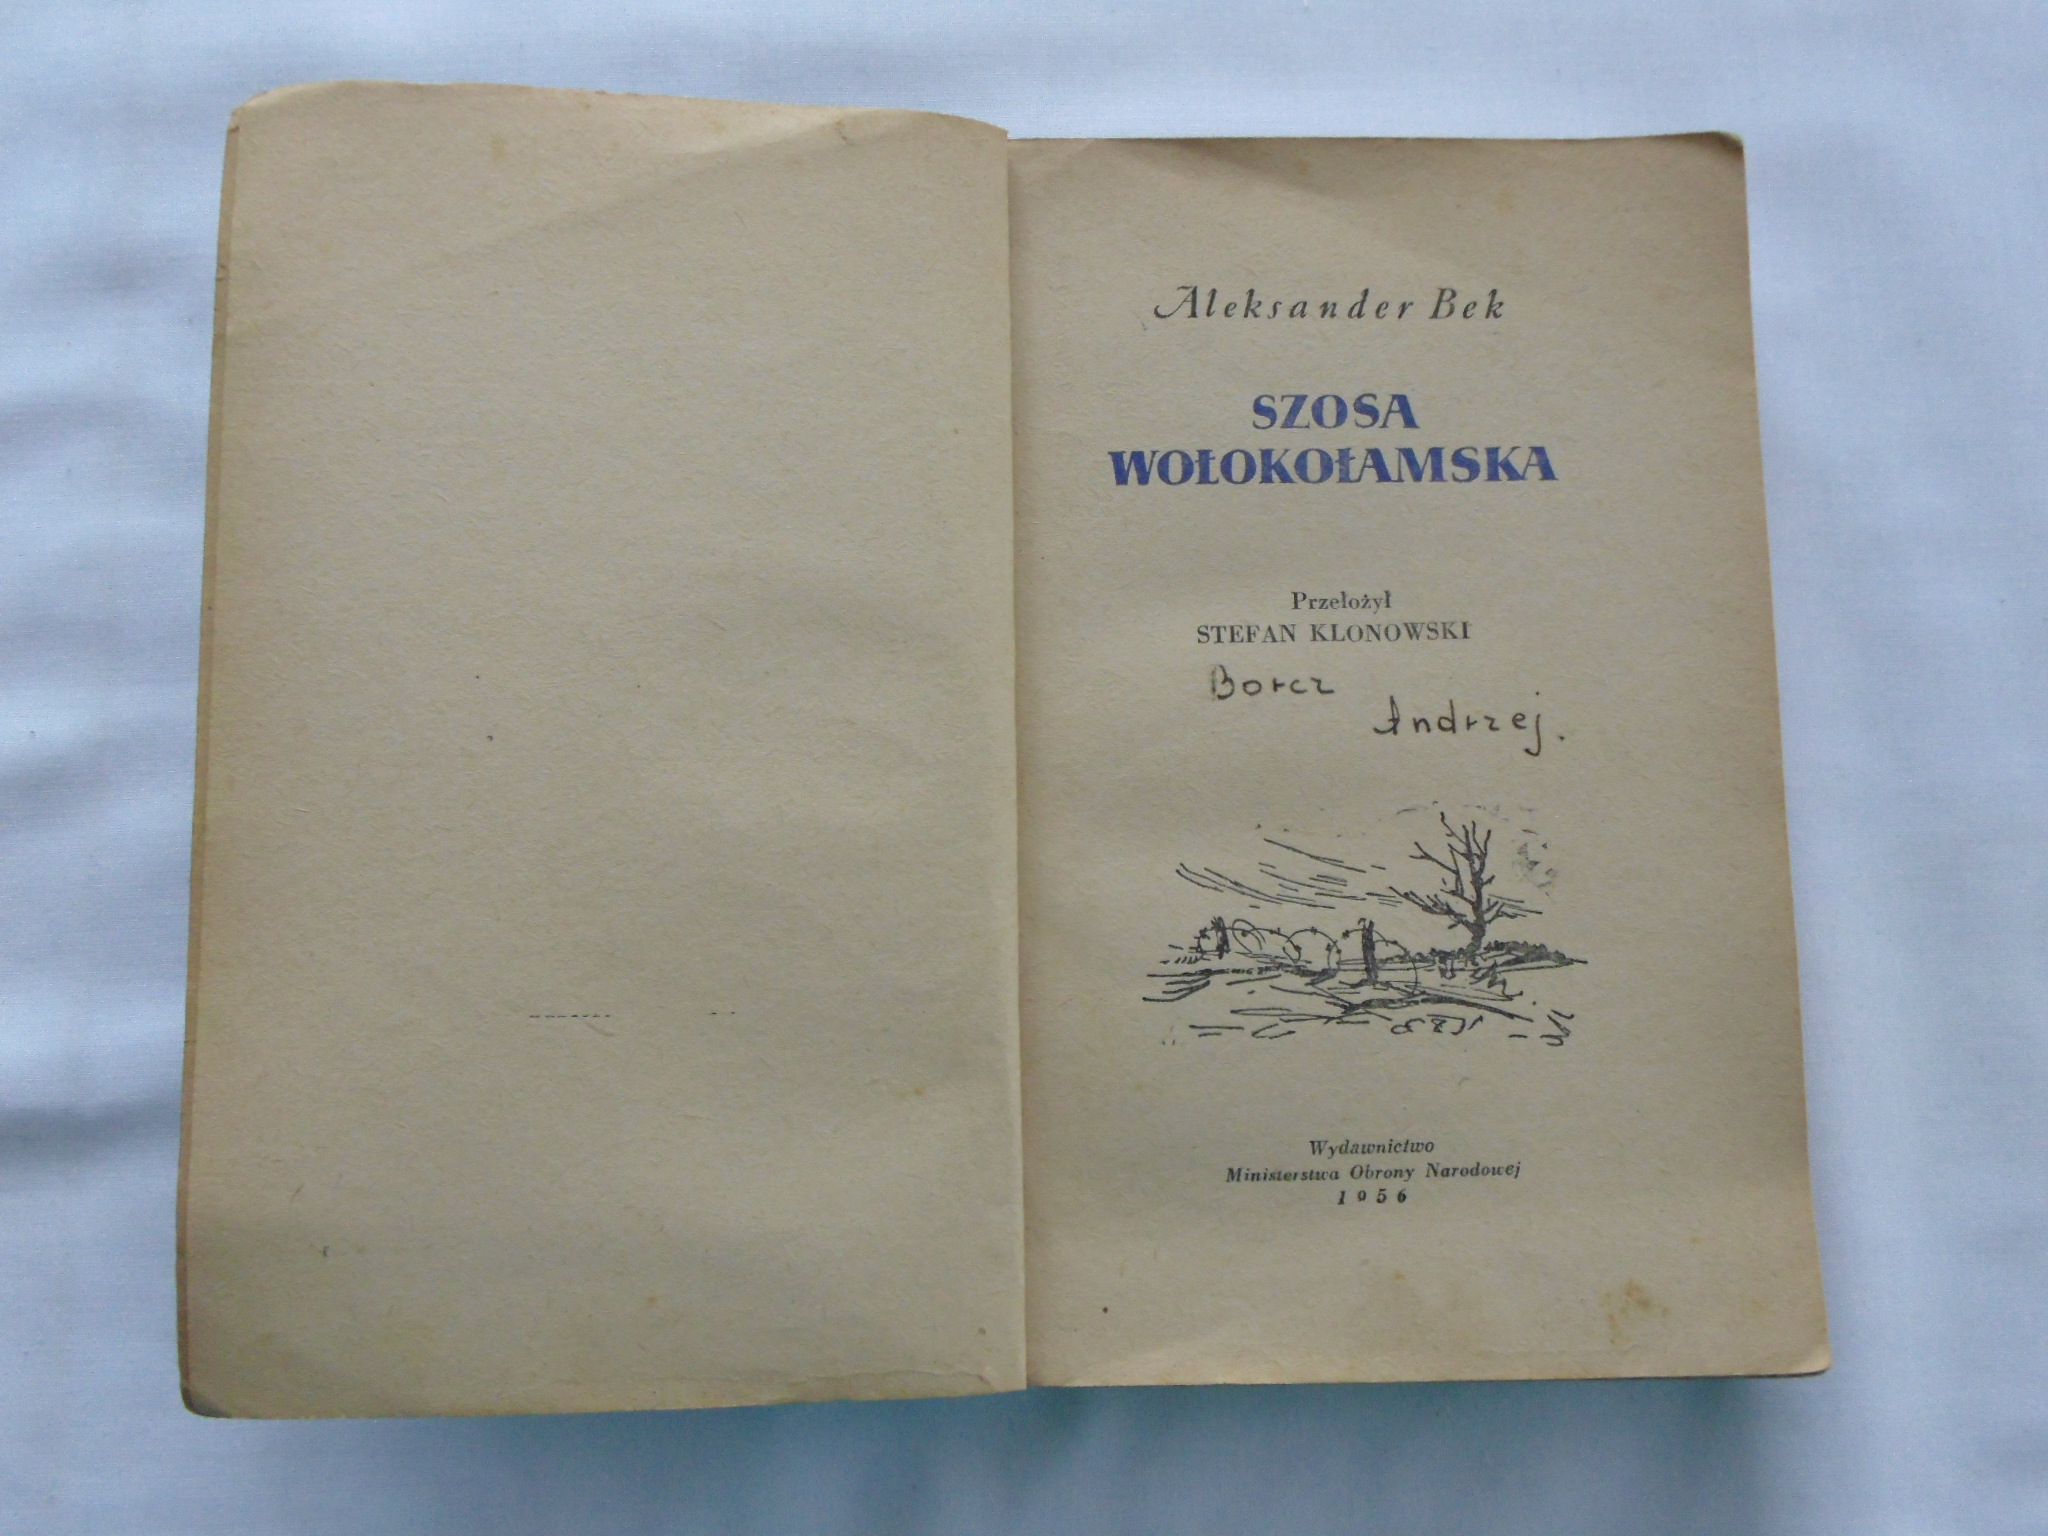 Aleksander Bek
SZOSA
WOŁOKOŁAMSKA
Przełożył
STEFAN KLONOWSKI
Borcz
Andrzej.
Wydawnictwo
Ministerstwa Obrony Narodowej
1956